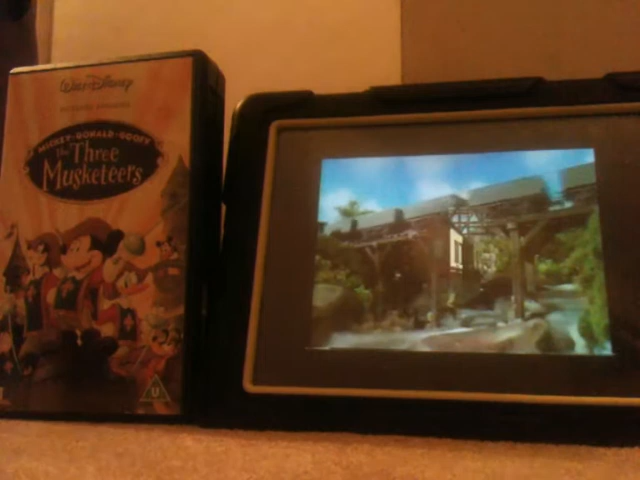 Walt Disney
MICKEY · DONALD · GOOFY
The Three
Musketeers
U